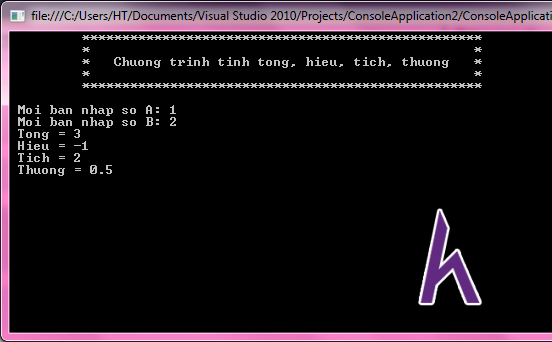 file:///C:/Users/HT/Documents/Visual Studio 2010/Projects/ConsoleApplication2/ConsoleApplication
**************************************************
*                                                *
*   Chuong trinh tinh tong, hieu, tich, thuong   *
*                                                *
**************************************************
Moi ban nhap so A: 1
Moi ban nhap so B: 2
Tong = 3
Hieu = -1
Tich = 2
Thuong = 0.5